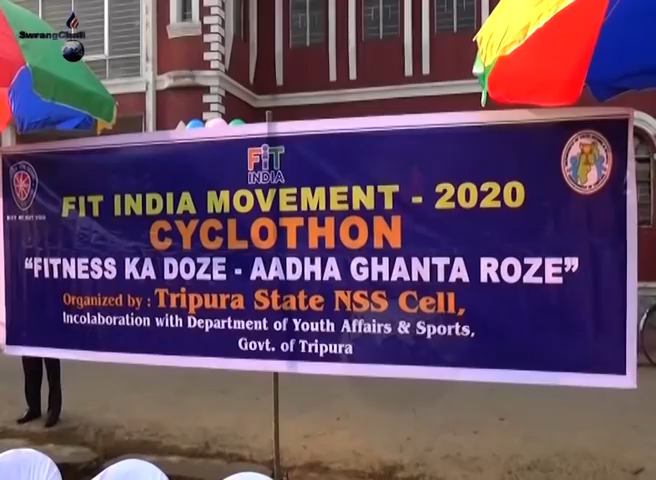 SwrangChati
FiT
INDIA
FIT INDIA MOVEMENT - 2020
CYCLOTHON
"FITNESS KA DOZE - AADHA GHANTA ROZE"
Organized by : Tripura State NSS Cell,
Incolaboration with Department of Youth Affairs & Sports,
Govt. of Tripura